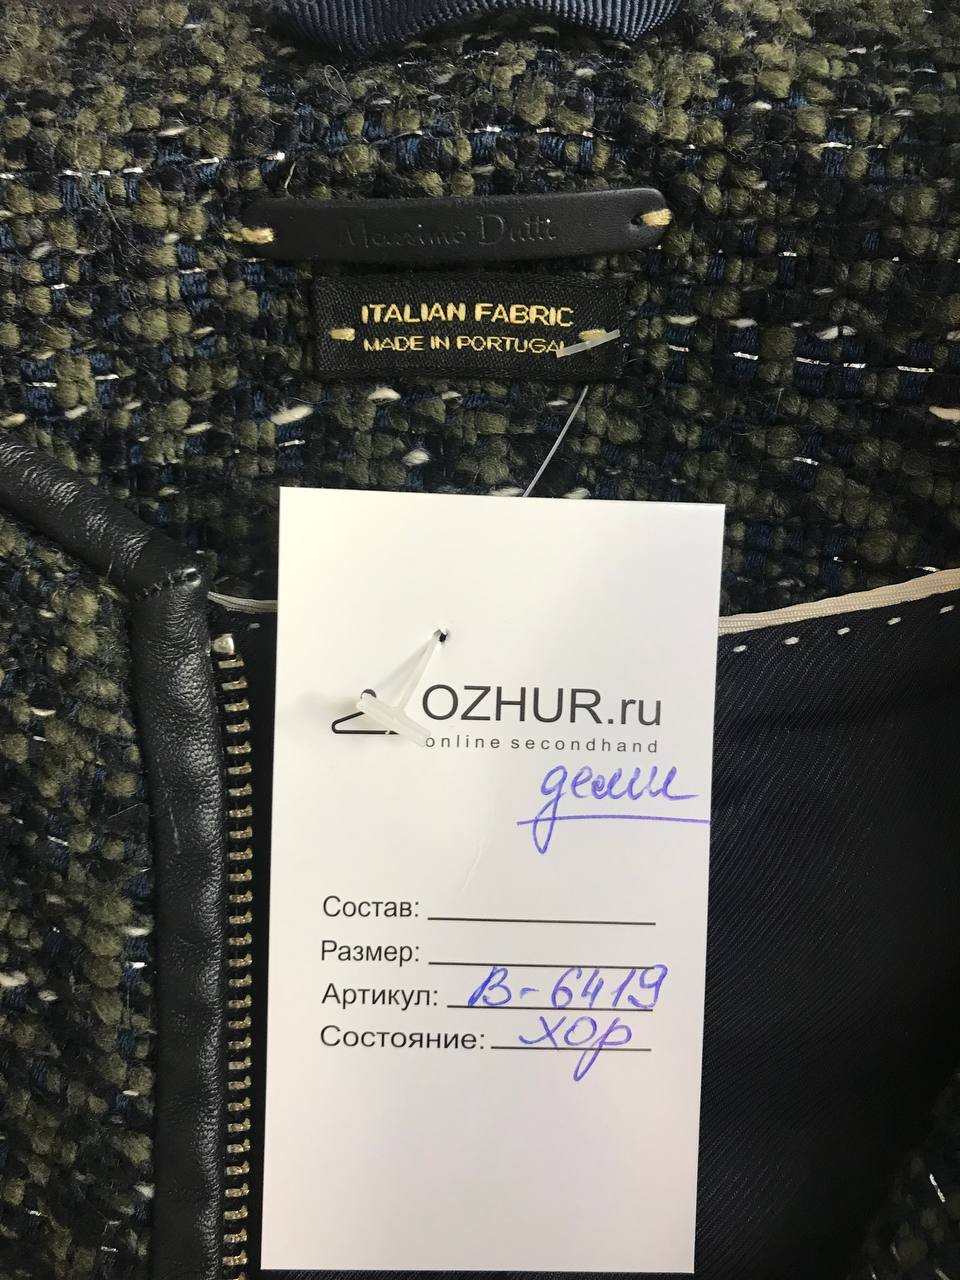 Massimo Dutti
ITALIAN FABRIC
MADE IN PORTUGAL
OZHUR.ru
online secondhand
деми
Состав:
Размер:
Артикул: В-6419
Состояние: хор